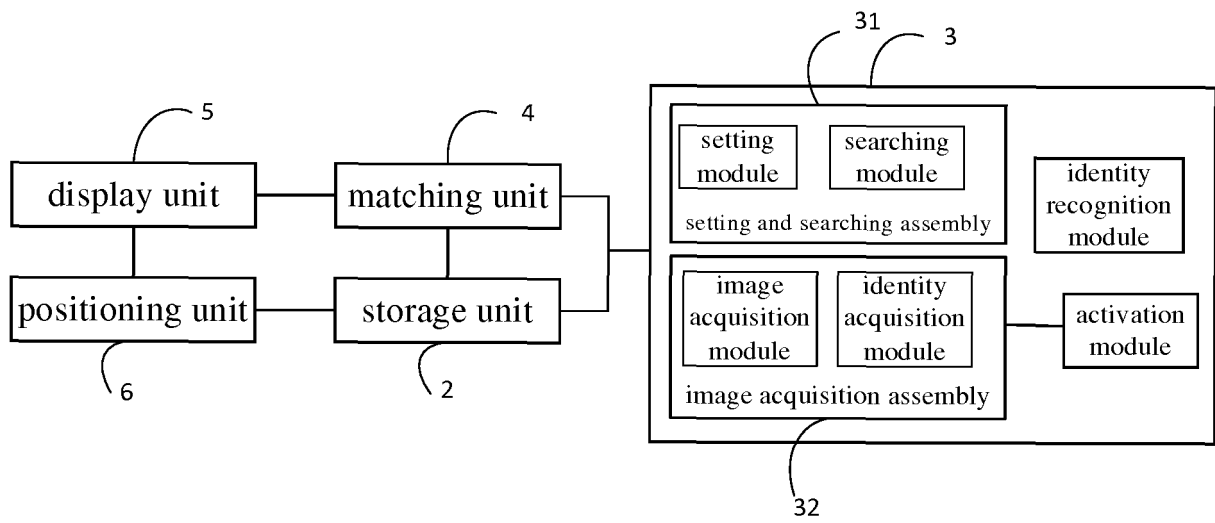 31
3
5
4
setting
module
searching
module
setting and searching assembly
identity
recognition
module
display unit
matching unit
positioning unit
storage unit
image
acquisition
module
identity
acquisition
module
image acquisition assembly
activation
module
6
2
32